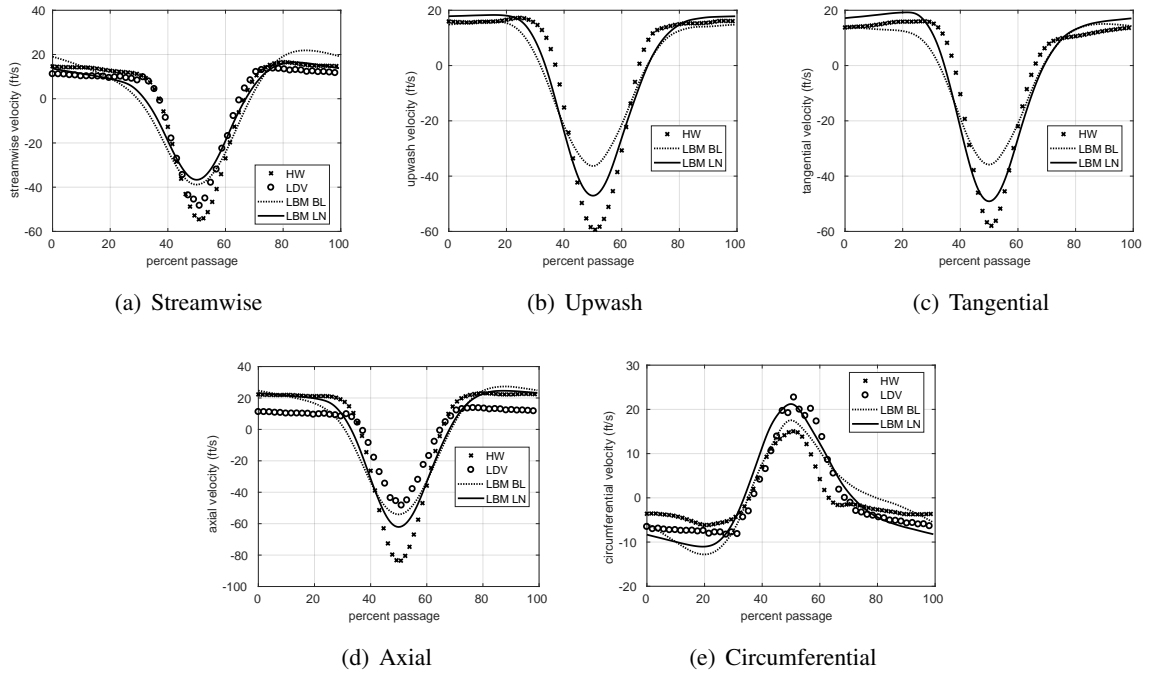 streamwise velocity (ft/s)
40
20
0
-20
-40
-60
0 20 40 60 80 100
percent passage
HW
LDV
LBM BL
LBM LN
(a) Streamwise
upwash velocity (ft/s)
20
0
-20
-40
-60
0 20 40 60 80 100
percent passage
HW
LBM BL
LBM LN
(b) Upwash
tangential velocity (ft/s)
20
0
-20
-40
-60
0 20 40 60 80 100
percent passage
HW
LBM BL
LBM LN
(c) Tangential
axial velocity (ft/s)
40
20
0
-20
-40
-60
-80
-100
0 20 40 60 80 100
percent passage
HW
LDV
LBM BL
LBM LN
(d) Axial
circumferential velocity (ft/s)
30
20
10
0
-10
-20
0 20 40 60 80 100
percent passage
HW
LDV
LBM BL
LBM LN
(e) Circumferential